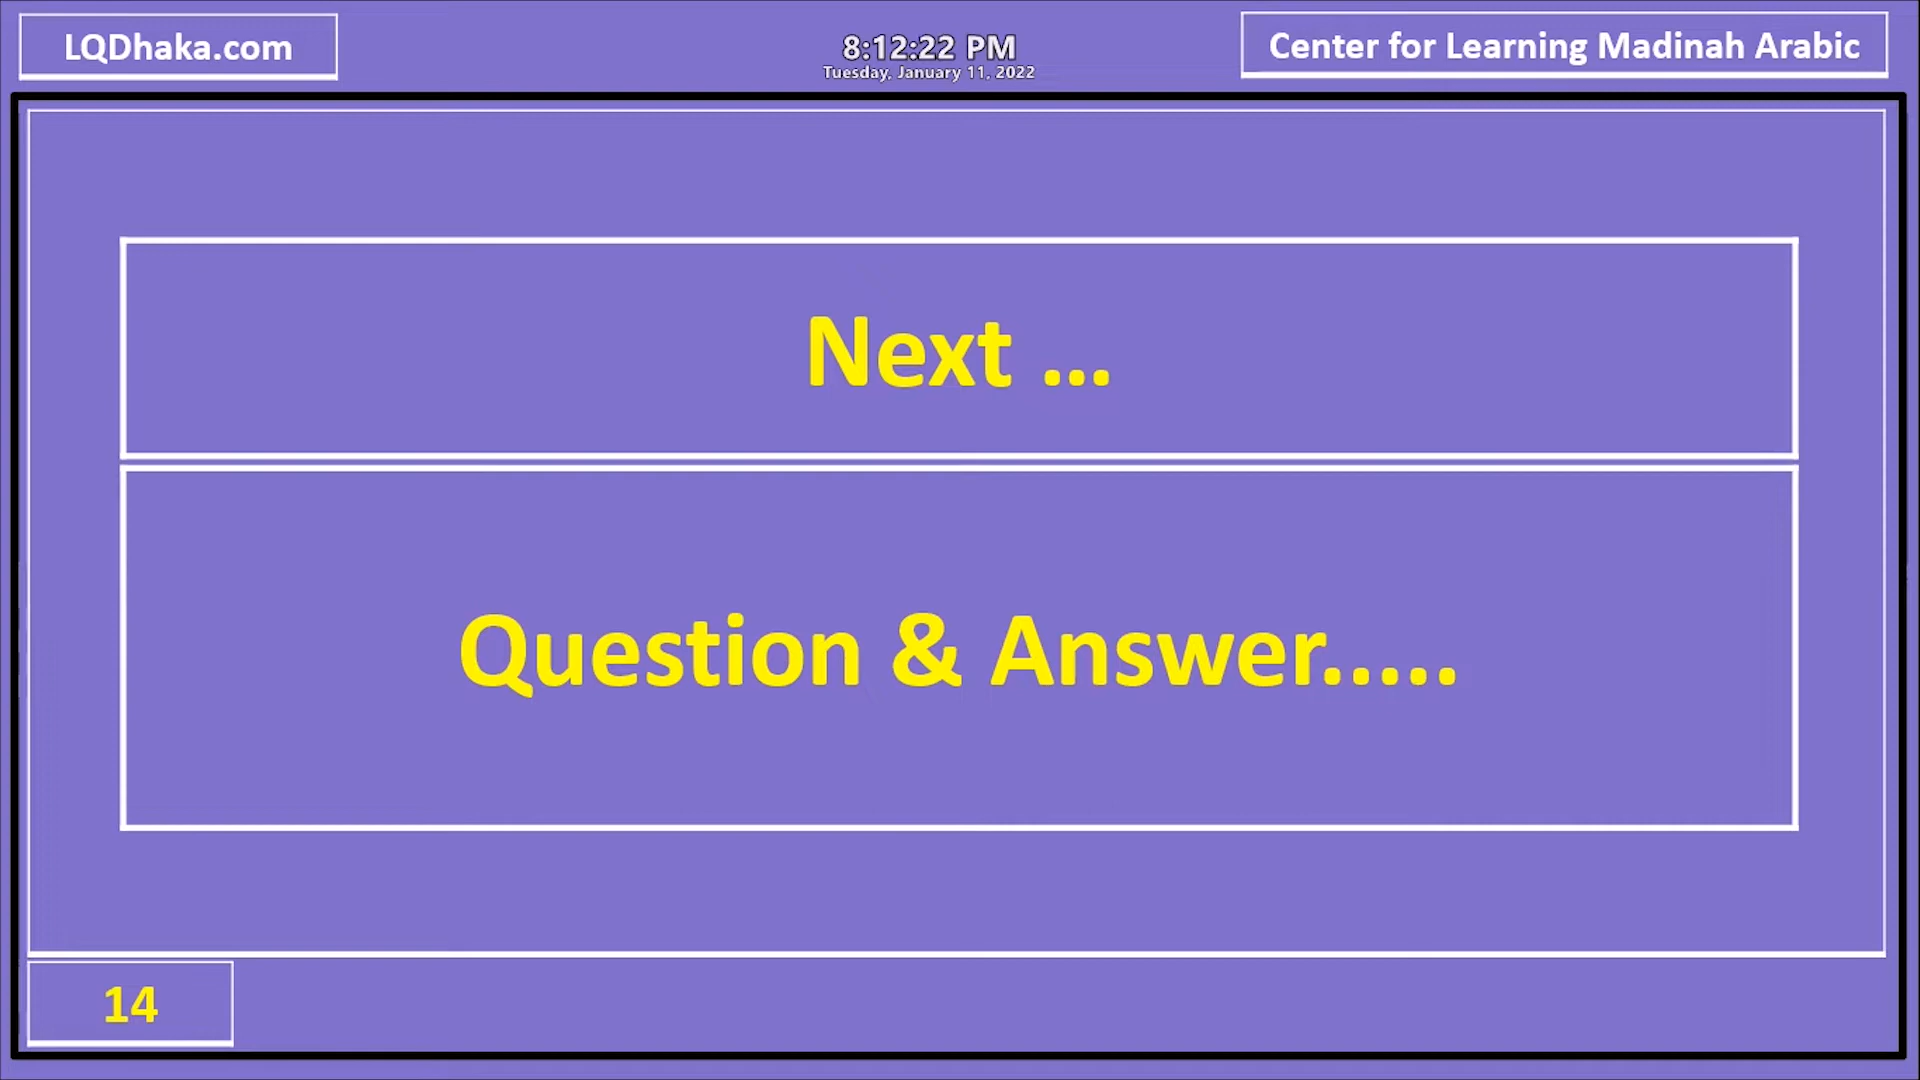 LQDhaka.com
8:12:22 PM
Tuesday, January 11, 2022
Center for Learning Madinah Arabic
Next ...
Question & Answer.....
14